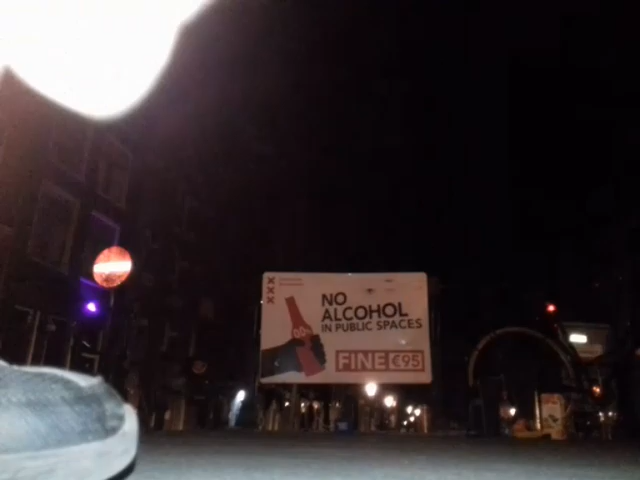 NO
ALCOHOL
IN PUBLIC SPACES
FINE €95